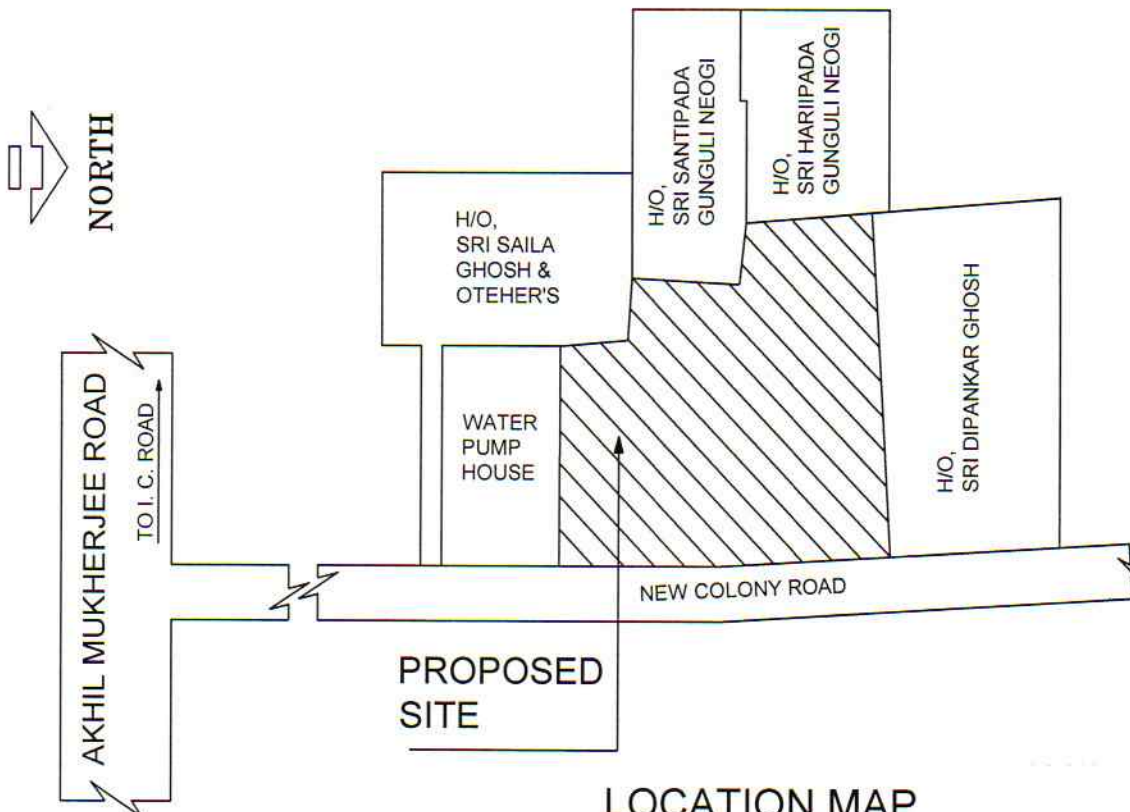 NORTH
H/O,
SRI SANTIPADA
GUNGULI NEOGI
H/O,
SRI HARIIPADA
GUNGULI NEOGI
H/O,
SRI SAILA
GHOSH &
OTEHER'S
AKHIL MUKHERJEE ROAD
TO I. C. ROAD
WATER
PUMP
HOUSE
H/O,
SRI DIPANKAR GHOSH
NEW COLONY ROAD
PROPOSED
SITE
LOCATION MAP